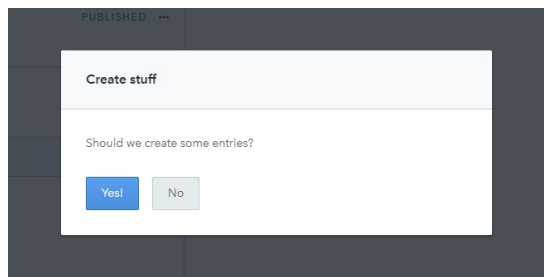 PUBLISHED ...
Create stuff
Should we create some entries?
Yes! No